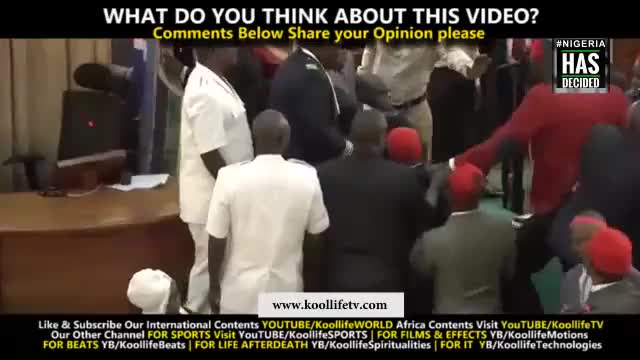 WHAT DO YOU THINK ABOUT THIS VIDEO?
Comments Below Share your Opinion please
#NIGERIA
HAS
DECIDED
www.koollifetv.com
Like & Subscribe Our International Contents YOUTUBE/KoollifeWORLD Africa Contents Visit YouTUBE/KoollifeTV
Our Other Channel FOR SPORTS Visit YouTUBE/KoollifeSPORTS | FOR FILMS & EFFECTS YB/KoollifeMotions
FOR BEATS YB/KoollifeBeats | FOR LIFE AFTERDEATH YB/KoollifeSpiritualities | FOR IT YB/KoollifeTechnologies